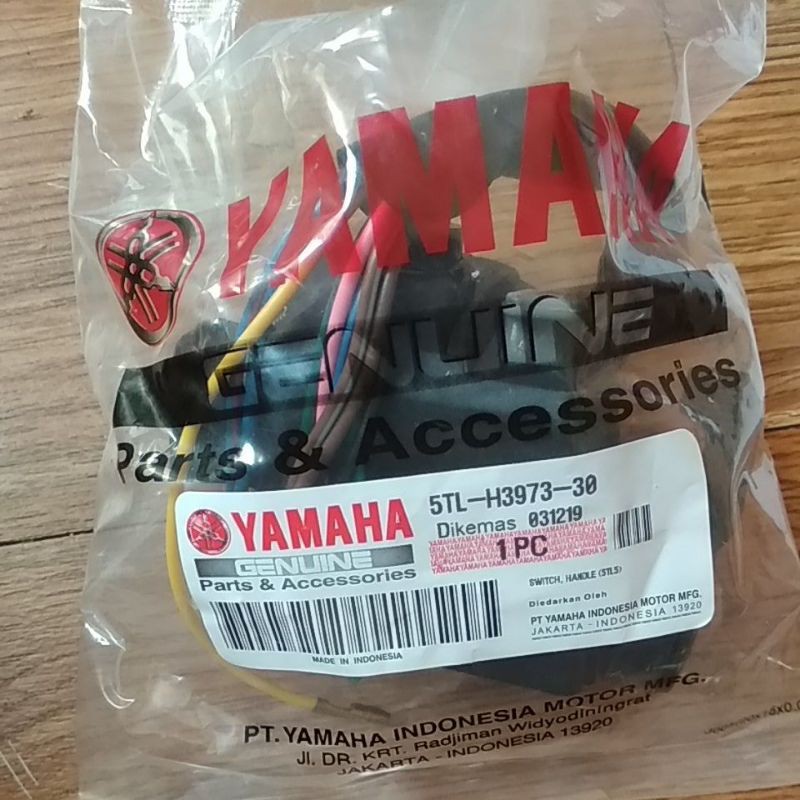 YAMAHA
GENUINE
Parts & Accessories
YAMAHA
GENUINE
Parts & Accessories
MADE IN INDONESIA
5TL-H3973-30
Dikemas 031219
1 PC
SWITCH, HANDLE (5TL5)
Diedarkan Oleh
PT YAMAHA INDONESIA MOTOR MFG.
JAKARTA - INDONESIA 13920
PT. YAMAHA INDONESIA MOTOR MFG.
Jl. DR. KRT. Radjiman Widyodiningrat
JAKARTA - INDONESIA 13920